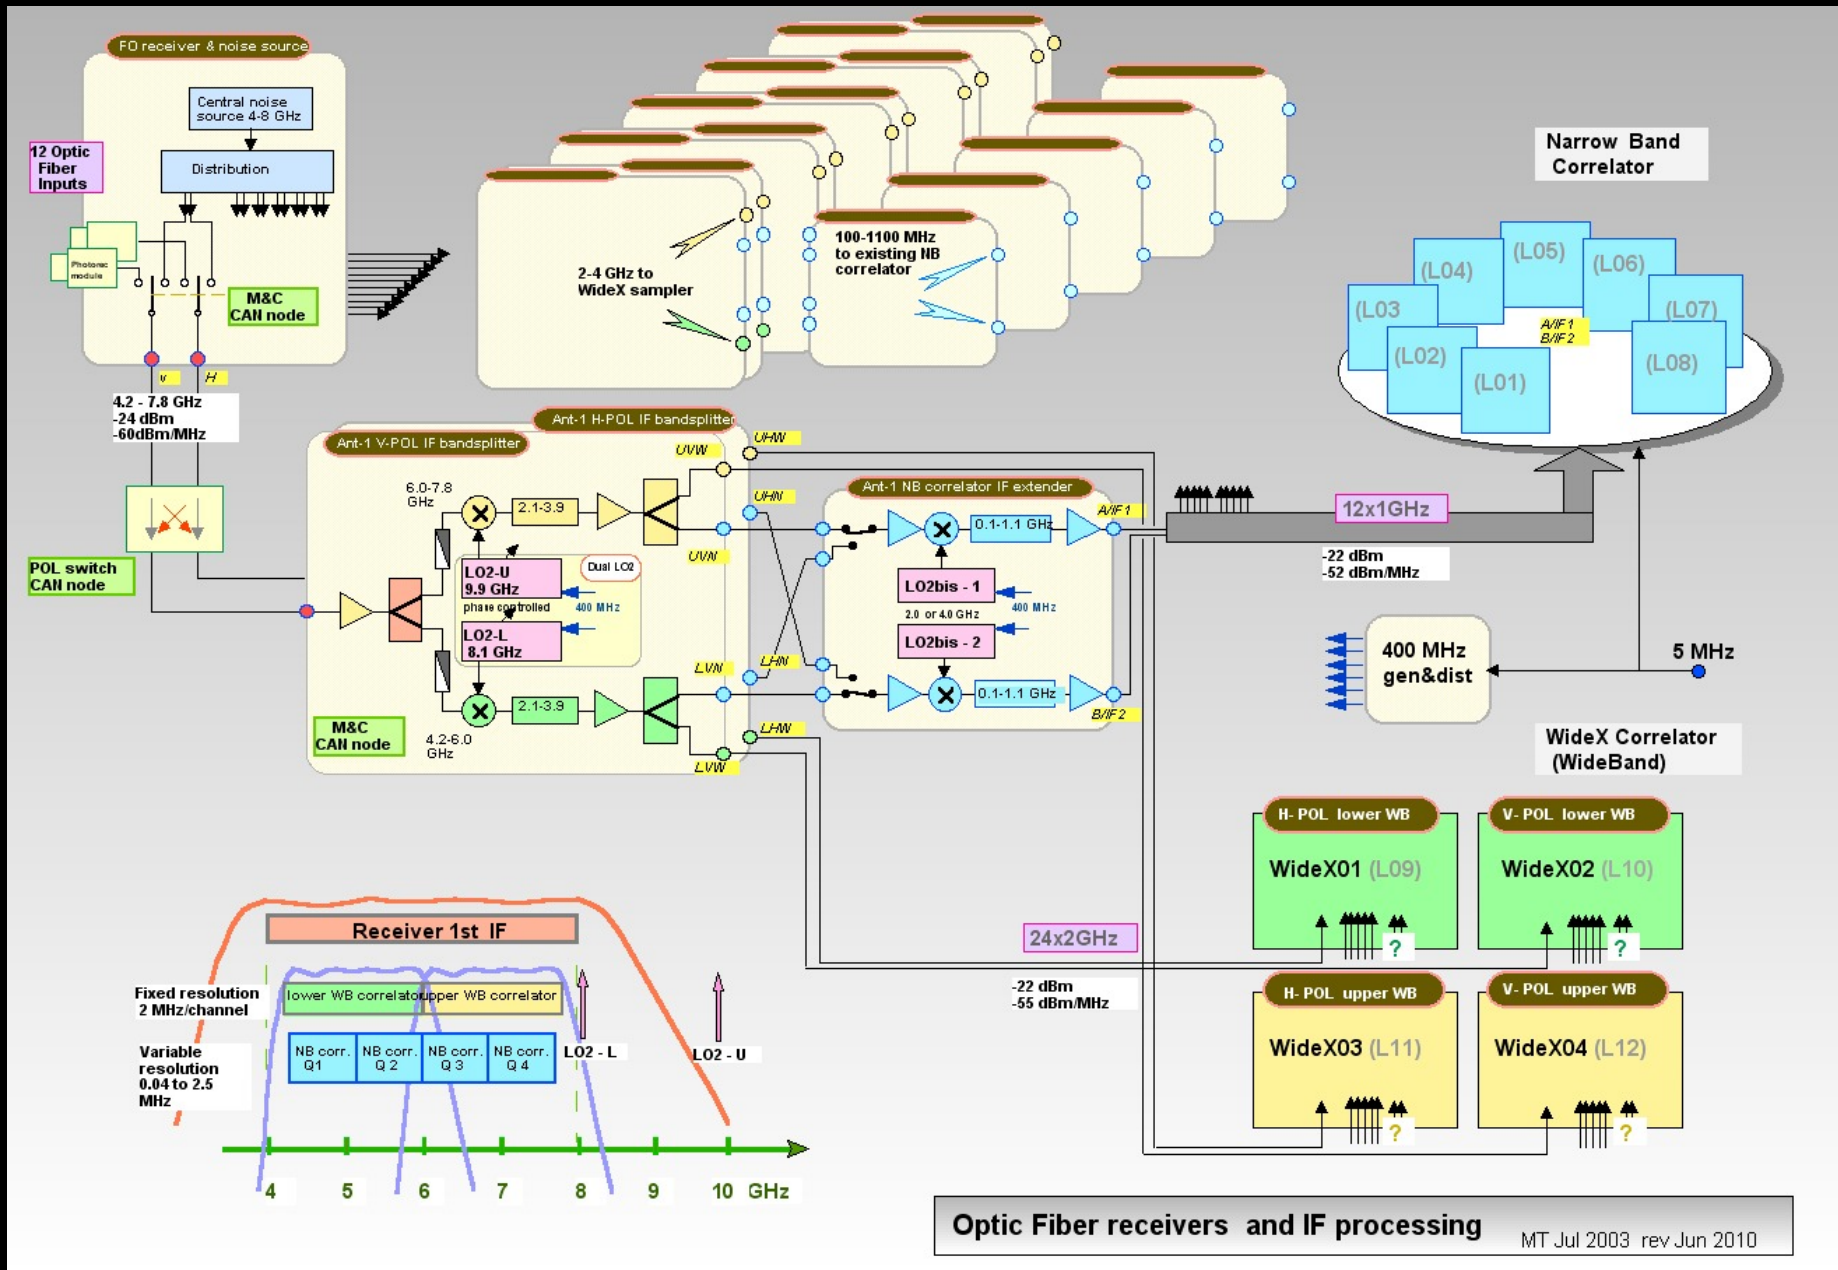 FO receiver & noise source
Central noise
source 4-8 GHz
12 Optic
Fiber
Inputs
Distribution
Photorec
module
M&C
CAN node
V
H
4.2 - 7.8 GHz
-24 dBm
-60dBm/MHz
POL switch
CAN node
2-4 GHz to
WideX sampler
100-1100 MHz
to existing NB
correlator
Narrow Band
Correlator
(L01)
(L02)
(L03
(L04)
(L05)
(L06)
(L07)
(L08)
A/IF1
B/IF2
Ant-1 H-POL IF bandsplitter
Ant-1 V-POL IF bandsplitter
UHW
UVW
6.0-7.8
GHz
2.1-3.9
UHN
UVN
Dual LO2
LO2-U
9.9 GHz
phase controlled
400 MHz
LO2-L
8.1 GHz
LVN
LHN
2.1-3.9
4.2-6.0
GHz
M&C
CAN node
LHW
LVW
Ant-1 NB correlator IF extender
A/IF1
0.1-1.1 GHz
LO2bis - 1
2.0 or 4.0 GHz
400 MHz
LO2bis - 2
0.1-1.1 GHz
B/IF2
12x1GHz
-22 dBm
-52 dBm/MHz
400 MHz
gen&dist
5 MHz
WideX Correlator
(WideBand)
H- POL lower WB
WideX01 (L09)
?
V- POL lower WB
WideX02 (L10)
?
H- POL upper WB
WideX03 (L11)
?
V- POL upper WB
WideX04 (L12)
?
24x2GHz
-22 dBm
-55 dBm/MHz
Receiver 1st IF
Fixed resolution
2 MHz/channel
lower WB correlator
upper WB correlator
Variable
resolution
0.04 to 2.5
MHz
NB corr.
Q1
NB corr.
Q 2
NB corr.
Q 3
NB corr.
Q 4
LO2 - L
LO2 - U
4 5 6 7 8 9 10 GHz
Optic Fiber receivers and IF processing
MT Jul 2003 rev Jun 2010